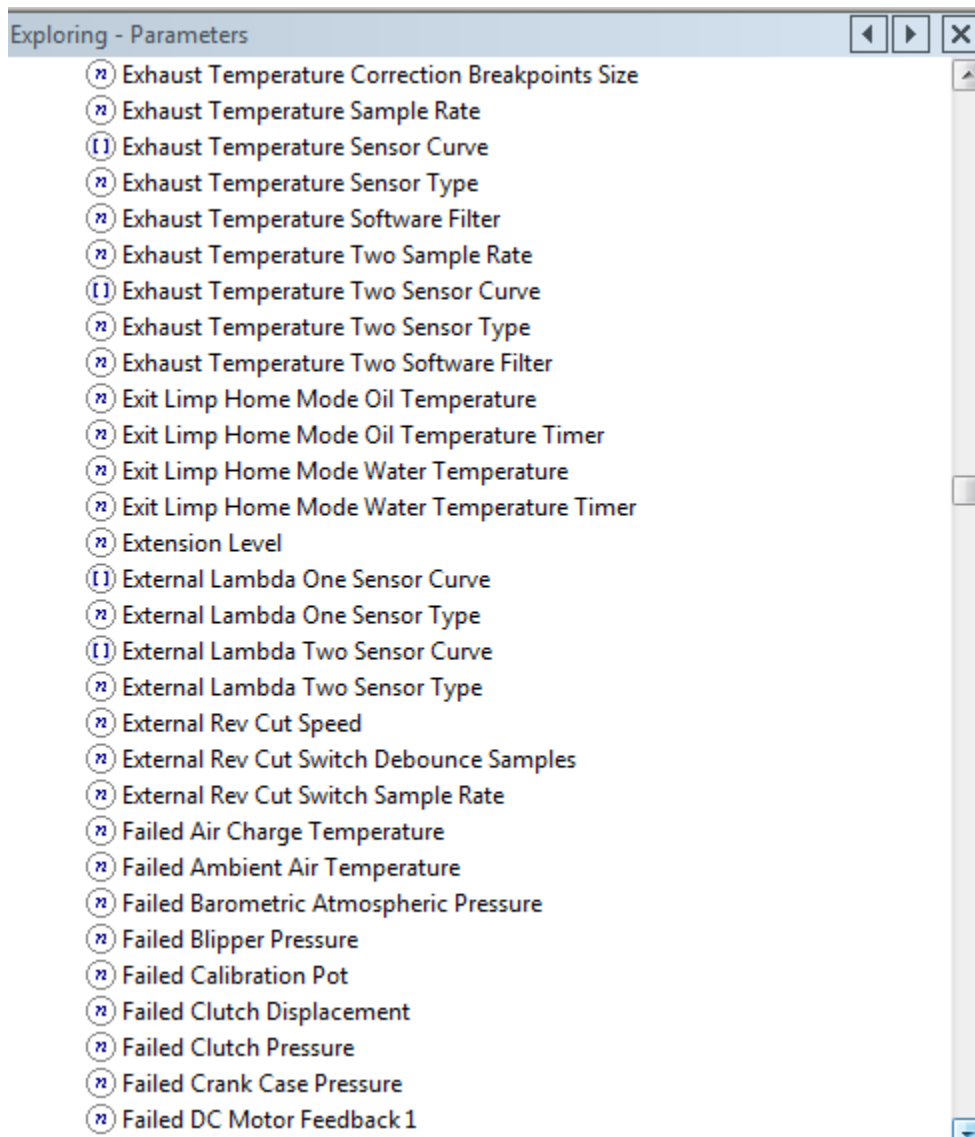 Exploring - Parameters
Exhaust Temperature Correction Breakpoints Size
Exhaust Temperature Sample Rate
Exhaust Temperature Sensor Curve
Exhaust Temperature Sensor Type
Exhaust Temperature Software Filter
Exhaust Temperature Two Sample Rate
Exhaust Temperature Two Sensor Curve
Exhaust Temperature Two Sensor Type
Exhaust Temperature Two Software Filter
Exit Limp Home Mode Oil Temperature
Exit Limp Home Mode Oil Temperature Timer
Exit Limp Home Mode Water Temperature
Exit Limp Home Mode Water Temperature Timer
Extension Level
External Lambda One Sensor Curve
External Lambda One Sensor Type
External Lambda Two Sensor Curve
External Lambda Two Sensor Type
External Rev Cut Speed
External Rev Cut Switch Debounce Samples
External Rev Cut Switch Sample Rate
Failed Air Charge Temperature
Failed Ambient Air Temperature
Failed Barometric Atmospheric Pressure
Failed Blipper Pressure
Failed Calibration Pot
Failed Clutch Displacement
Failed Clutch Pressure
Failed Crank Case Pressure
Failed DC Motor Feedback 1